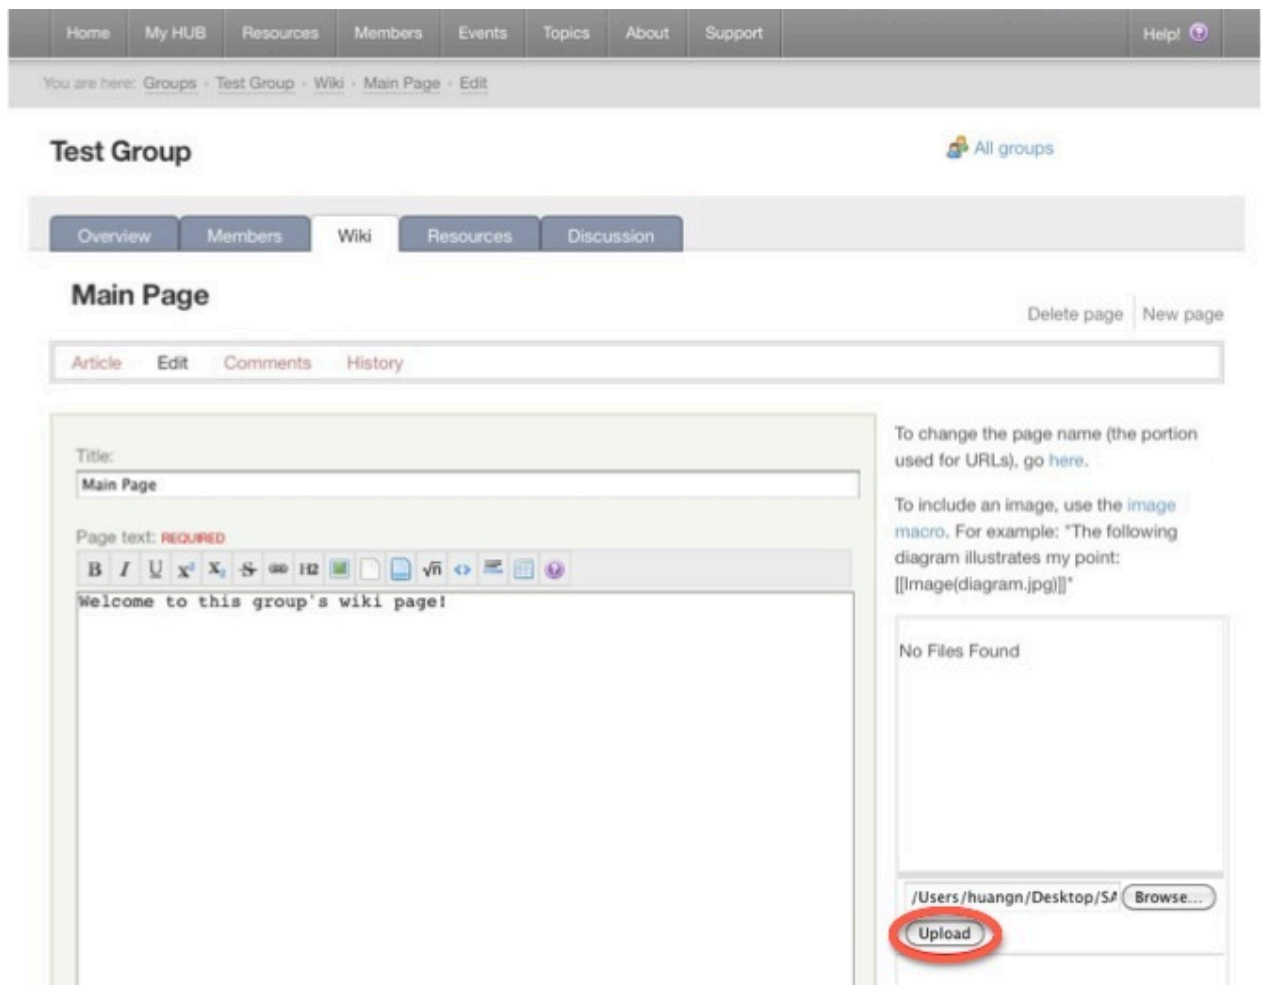 Home My HUB Resources Members Events Topics About Support Help!
You are here: Groups Test Group Wiki Main Page Edit
Test Group
All groups
Overview Members Wiki Resources Discussion
Main Page
Delete page New page
Article Edit Comments History
Title:
Main Page
Page text: REQUIRED
B I U x² X₂ S H2 √n <>
Welcome to this group's wiki page!
To change the page name (the portion
used for URLs), go here.
To include an image, use the image
macro. For example: "The following
diagram illustrates my point:
[[Image(diagram.jpg)]]"
No Files Found
/Users/huangn/Desktop/SA Browse...
Upload